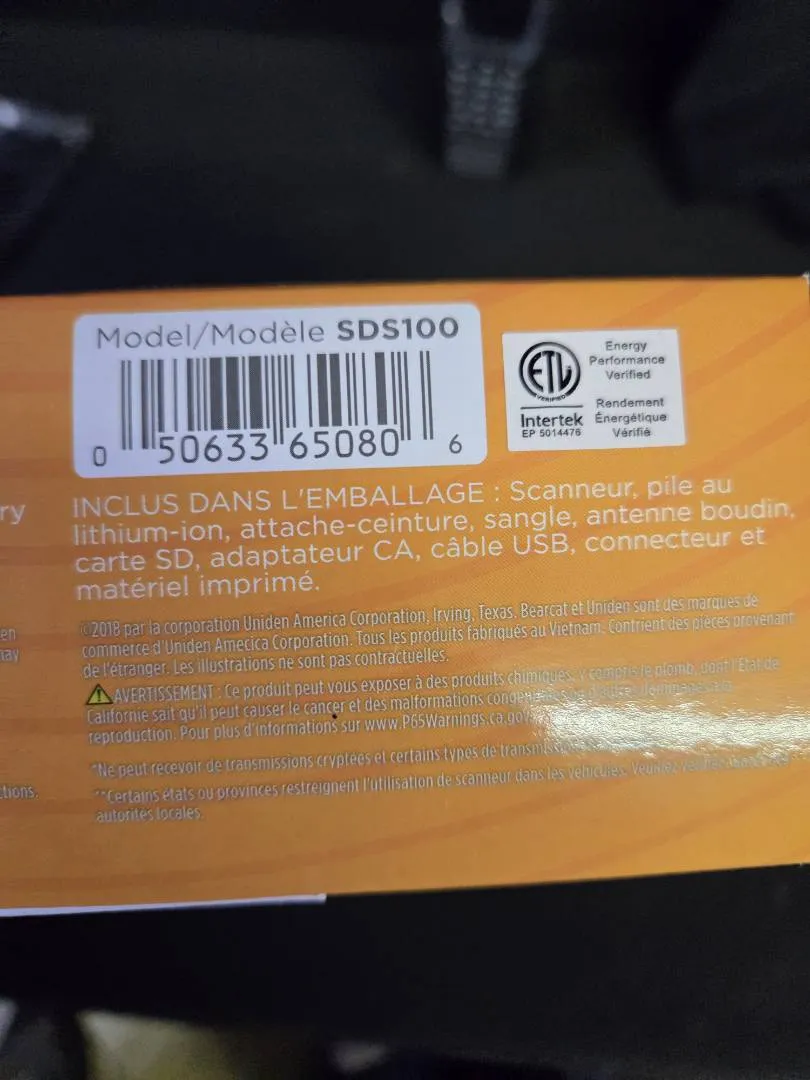 Model/Modèle SDS100
0 50633 65080 6
ETL
VERIFIED
Intertek
EP 5014476
Energy
Performance
Verified
Rendement
Énergétique
Vérifié
ry
INCLUS DANS L'EMBALLAGE : Scanneur, pile au
lithium-ion, attache-ceinture, sangle, antenne boudin,
carte SD, adaptateur CA, câble USB, connecteur et
matériel imprimé.
en
©2018 par la corporation Uniden America Corporation, Irving, Texas. Bearcat et Uniden sont des marques de
commerce d'Uniden Amecica Corporation. Tous les produits fabriqués au Vietnam. Contrient des pièces provenant
de l'étranger. Les illustrations ne sont pas contractuelles.
AVERTISSEMENT : Ce produit peut vous exposer à des produits chimiques, y compris le plomb, dont l'État de
Californie sait qu'il peut causer le cancer et des malformations
reproduction. Pour plus d'informations sur www.P65Warnings.ca.gov
*Ne peut recevoir de transmissions cryptées et certains types de
ctions.
**Certains états ou provinces restreignent l'utilisation de scanneur dans les véhicules. Veuillez vérifier
autorités locales.